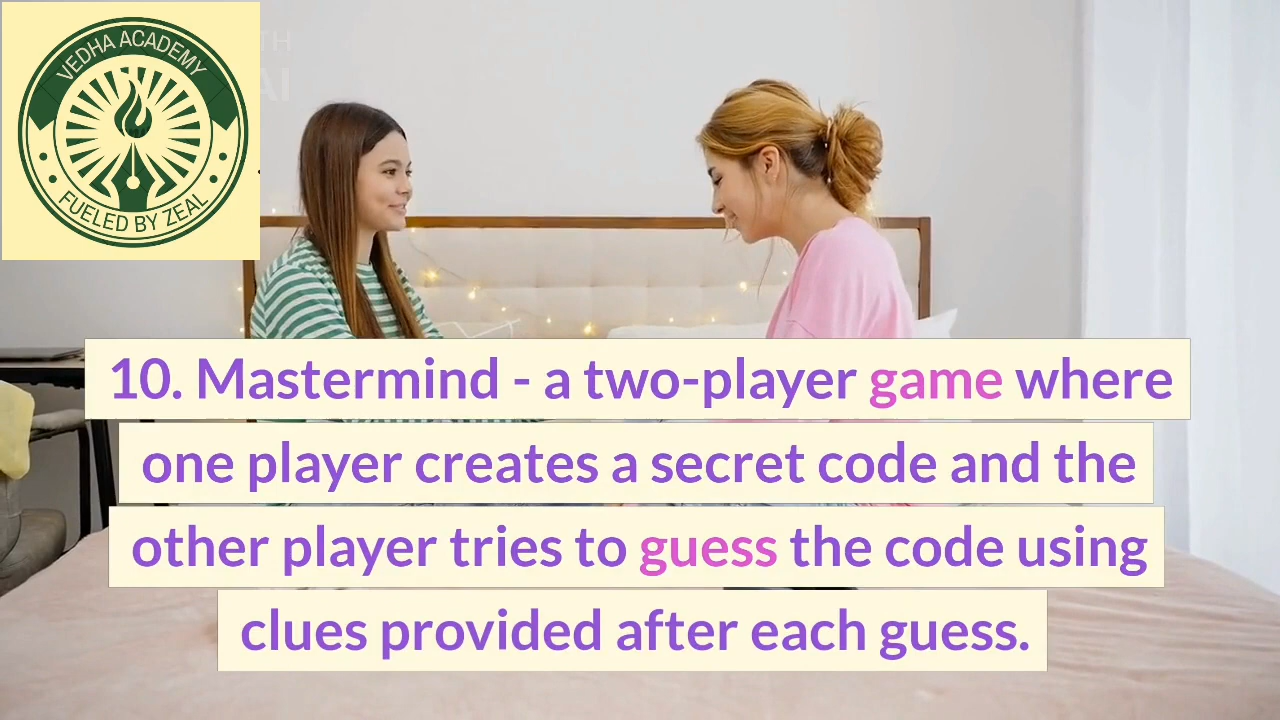 VEDHA ACADEMY
FUELED BY ZEAL
10. Mastermind - a two-player game where
one player creates a secret code and the
other player tries to guess the code using
clues provided after each guess.